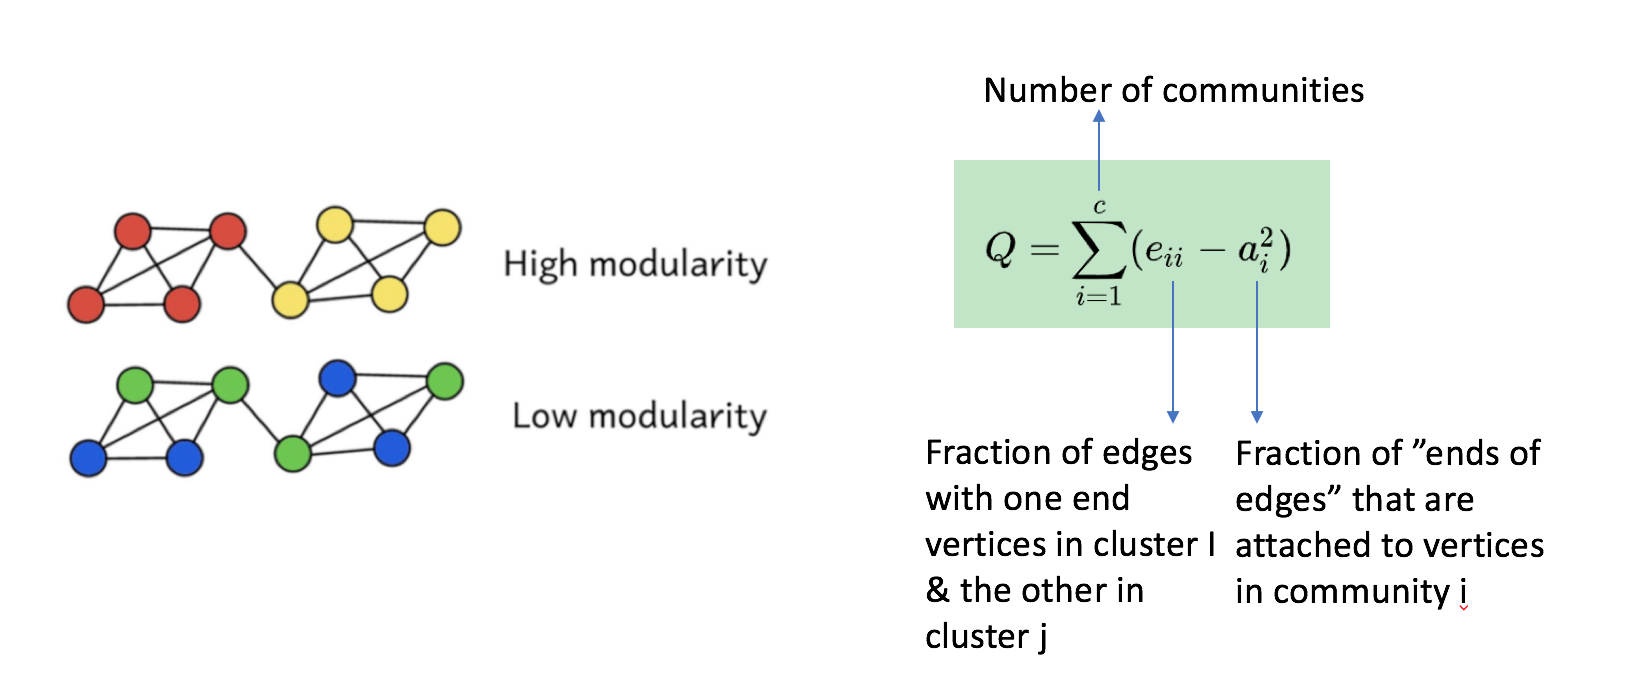 Number of communities
High modularity
Low modularity
Q = \sum_{i=1}^{c} (e_{ii} − a_i^2)
Fraction of edges
with one end
vertices in cluster I
& the other in
cluster j
Fraction of ”ends of
edges” that are
attached to vertices
in community i